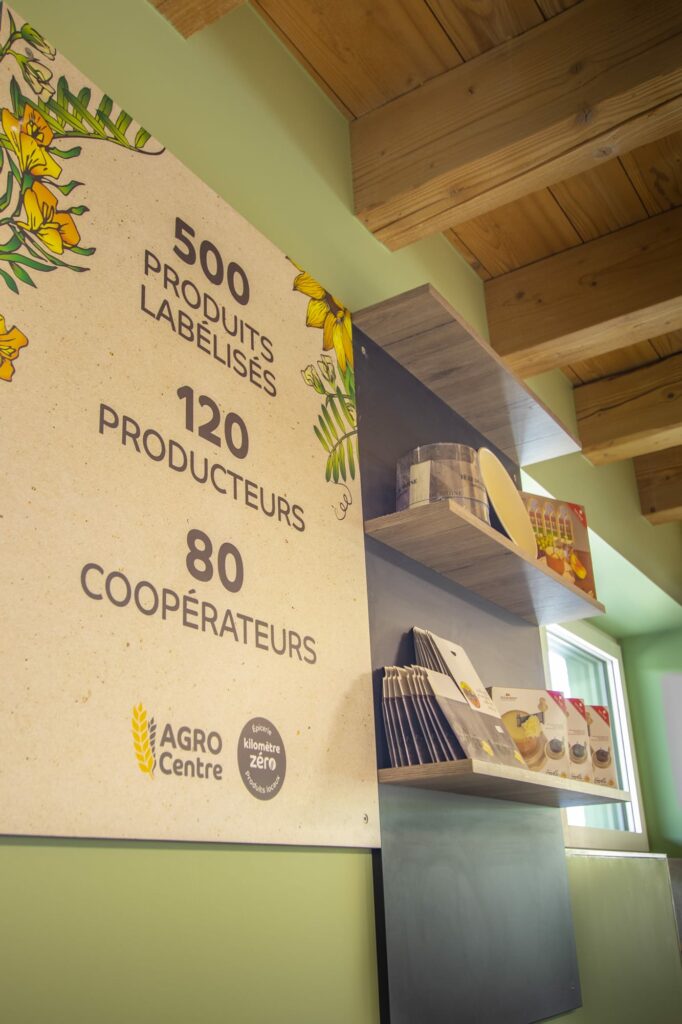 500
PRODUITS
LABÉLISÉS
120
PRODUCTEURS
80
COOPÉRATEURS
AGRO
Centre
Épicerie
kilomètre
zéro
Produits locaux